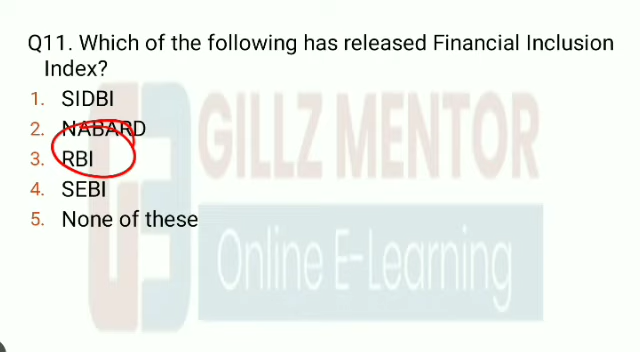 Q11. Which of the following has released Financial Inclusion
Index?
1. SIDBI
2. NABARD
3. RBI
4. SEBI
5. None of these
GILLZ MENTOR
Online E-Learning